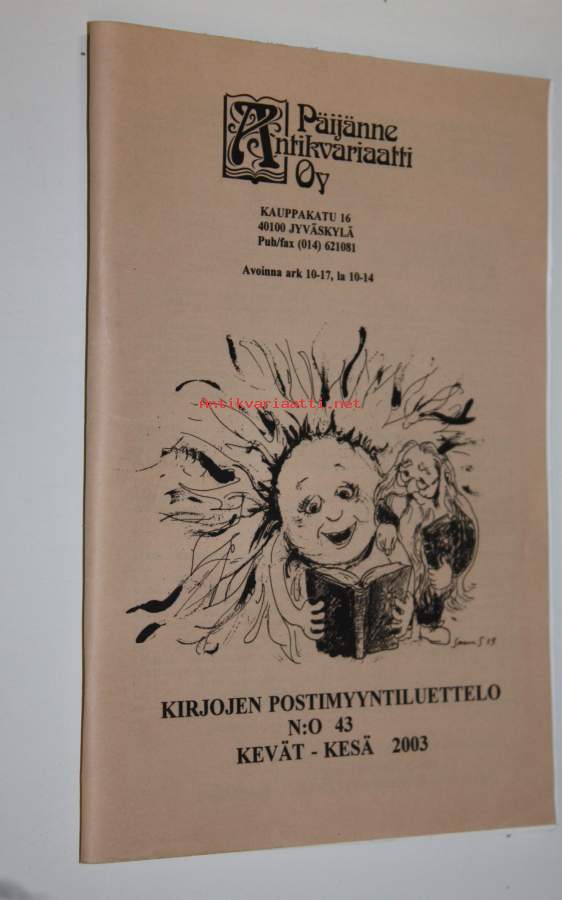 Päijänne
Antikvariaatti
Oy
KAUPPAKATU 16
40100 JYVÄSKYLÄ
Puh/fax (014) 621081
Avoinna ark 10-17, la 10-14
Antikvariaatti.net
KIRJOJEN POSTIMYYNTILUETTELO
N:O 43
KEVÄT - KESÄ 2003